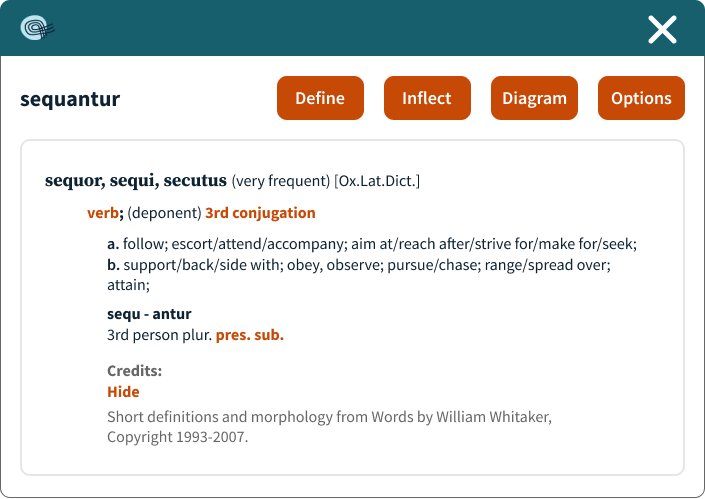 sequantur
Define
Inflect
Diagram
Options
sequor, sequi, secutus (very frequent) [Ox.Lat.Dict.]
verb; (deponent) 3rd conjugation
a. follow; escort/attend/accompany; aim at/reach after/strive for/make for/seek;
b. support/back/side with; obey, observe; pursue/chase; range/spread over;
attain;
sequ - antur
3rd person plur. pres. sub.
Credits:
Hide
Short definitions and morphology from Words by William Whitaker,
Copyright 1993-2007.